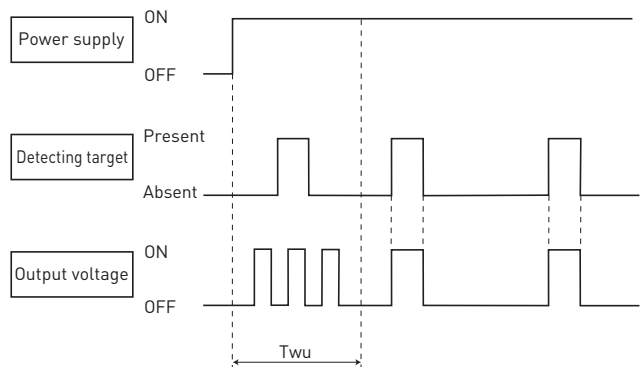 Power supply
ON
OFF
Detecting target
Present
Absent
Output voltage
ON
OFF
Twu